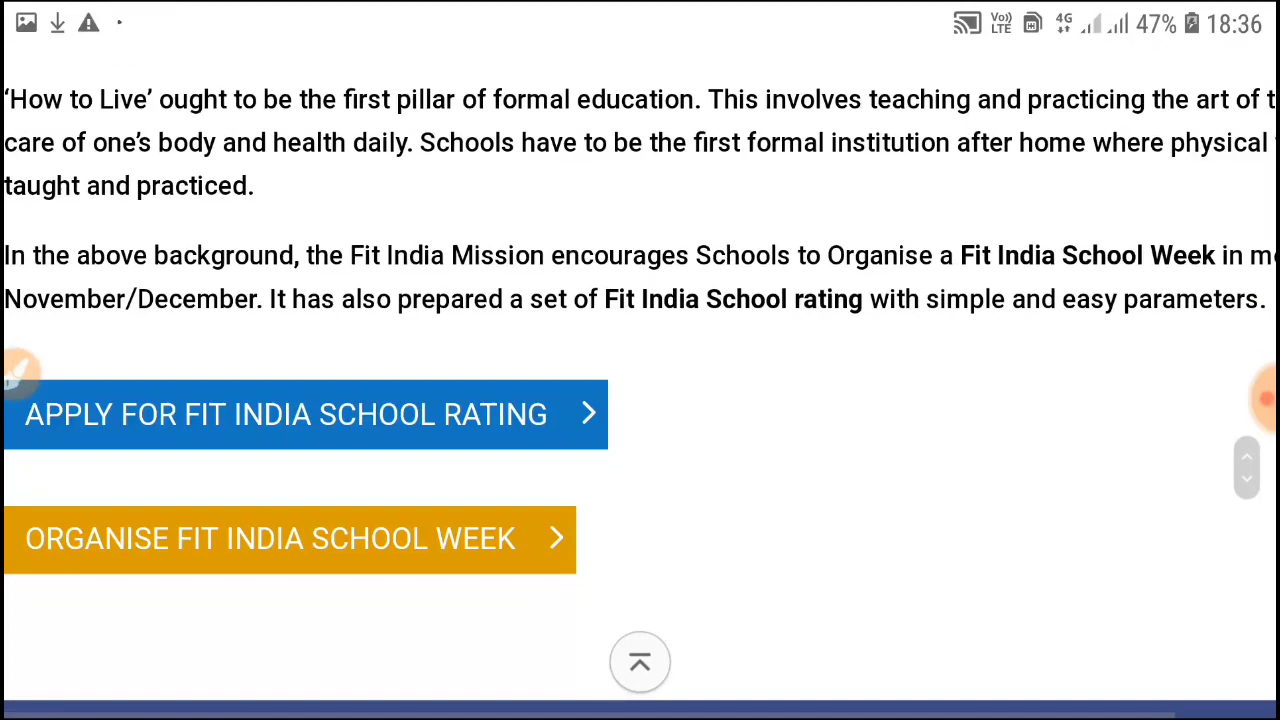 Vo)) LTE 4G 47% 18:36
‘How to Live’ ought to be the first pillar of formal education. This involves teaching and practicing the art of t
care of one’s body and health daily. Schools have to be the first formal institution after home where physical
taught and practiced.
In the above background, the Fit India Mission encourages Schools to Organise a Fit India School Week in m
November/December. It has also prepared a set of Fit India School rating with simple and easy parameters.
APPLY FOR FIT INDIA SCHOOL RATING
ORGANISE FIT INDIA SCHOOL WEEK